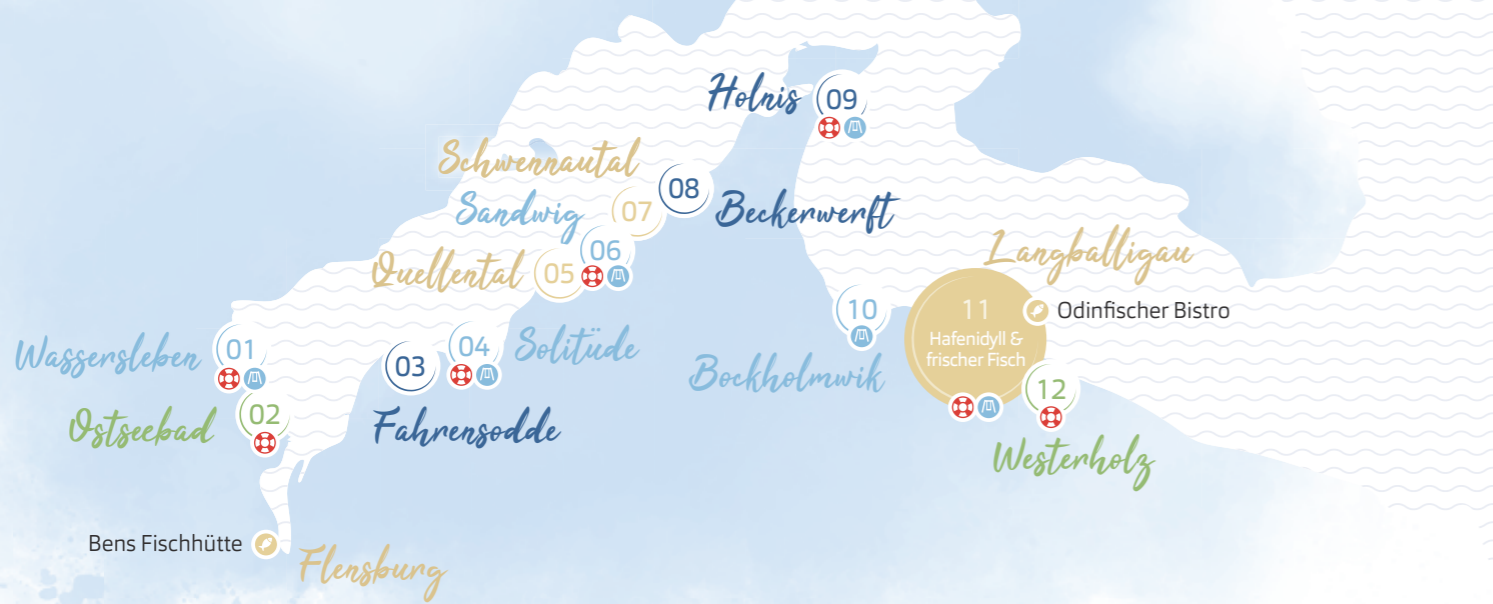 Holnis 09
Schwennautal
08
Sandwig 07 Beckerwerft
06
Quellental 05
Langballigau
10 11 Odinfischer Bistro
Hafenidyll &
frischer Fisch
Wassersleben 01
03 04 Solitüde
Bockholmwik
12
Ostseebad 02
Fahrensodde
Westerholz
Bens Fischhütte
Flensburg